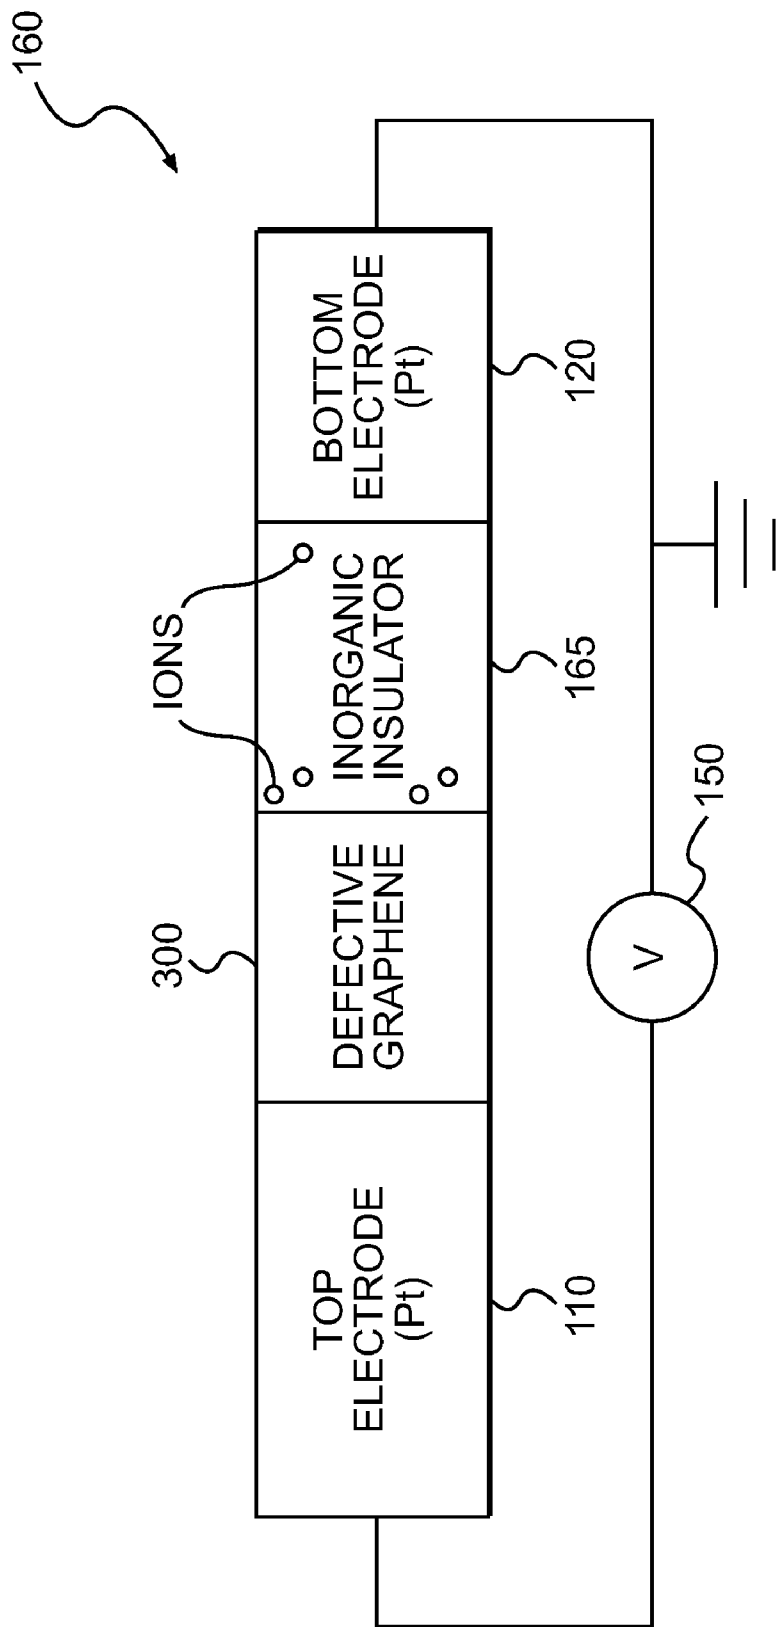 160
IONS
300
TOP
ELECTRODE
(Pt)
DEFECTIVE
GRAPHENE
INORGANIC
INSULATOR
BOTTOM
ELECTRODE
(Pt)
110
165
120
150
V